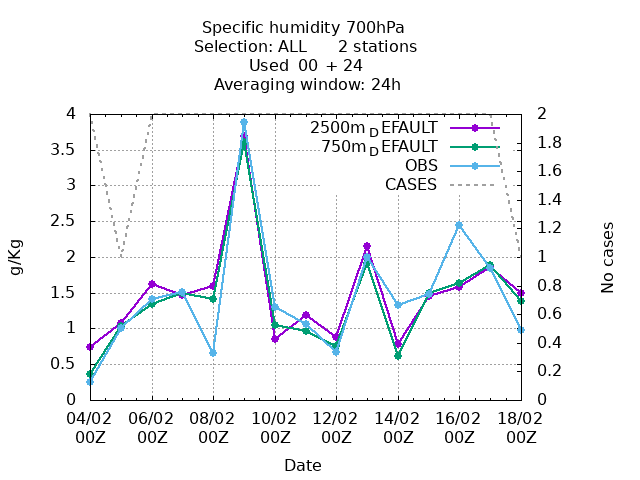 Specific humidity 700hPa
Selection: ALL      2 stations
Used  00  + 24
Averaging window: 24h
2500m_DEFAULT
750m_DEFAULT
OBS
CASES
g/Kg
4
3.5
3
2.5
2
1.5
1
0.5
0
2
1.8
1.6
1.4
1.2
1
0.8
0.6
0.4
0.2
0
No cases
04/02 06/02 08/02 10/02 12/02 14/02 16/02 18/02
00Z 00Z 00Z 00Z 00Z 00Z 00Z 00Z
Date